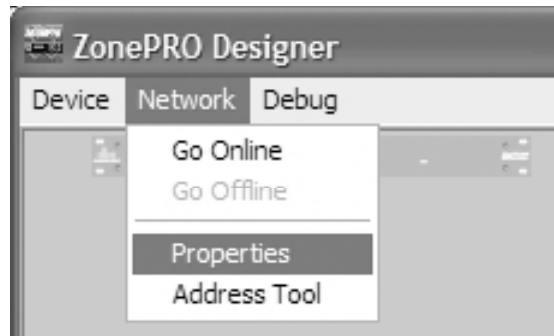 ZonePRO Designer
Device Network Debug
Go Online
Go Offline
Properties
Address Tool